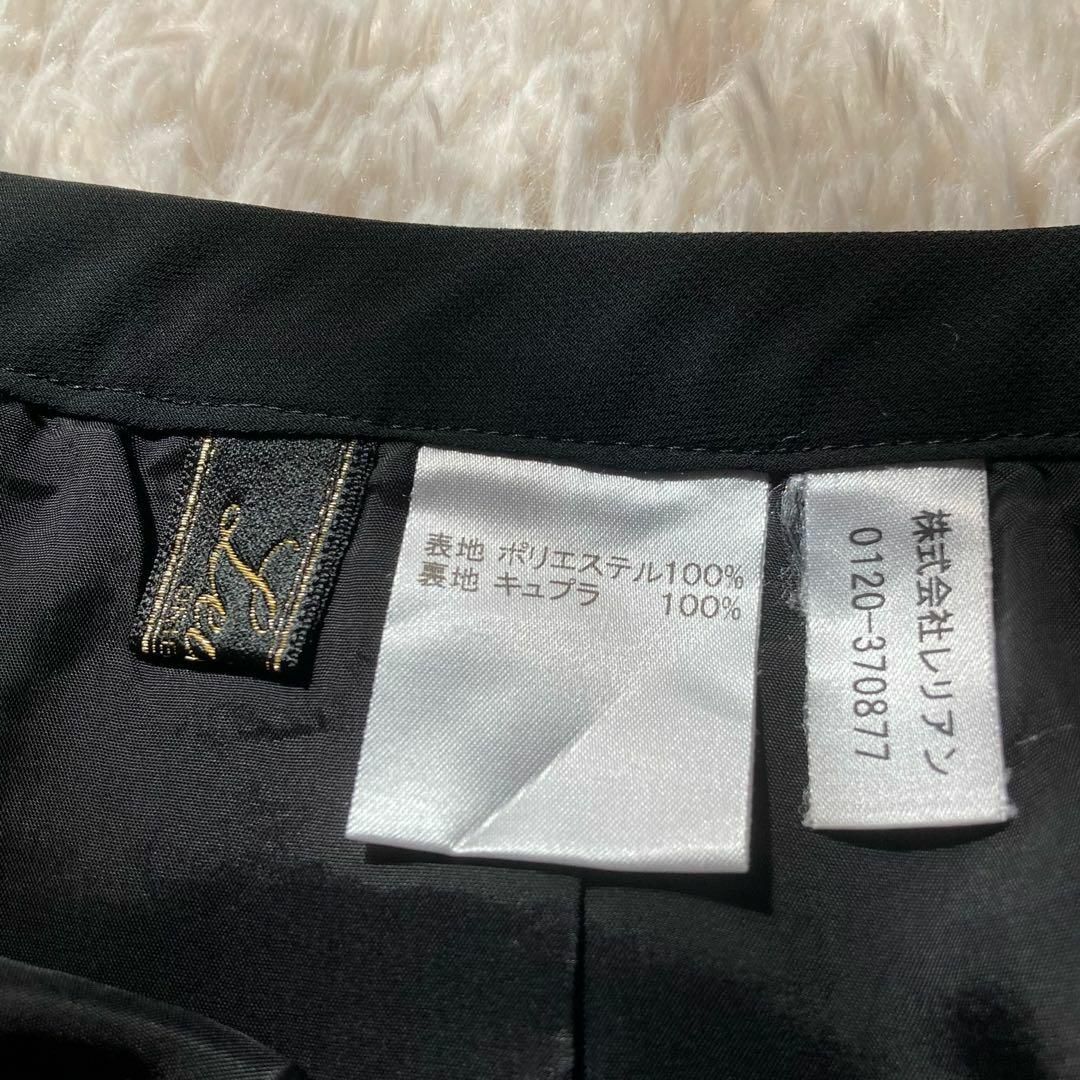 表地 ポリエステル100%
裏地 キュプラ 100%
株式会社レリアン
0120-370877